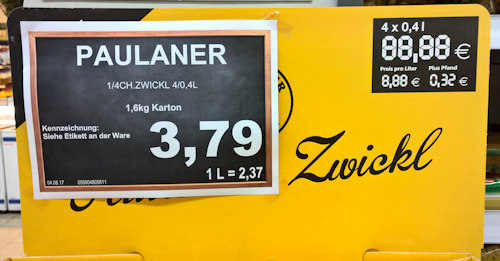 PAULANER
1/4CH.ZWICKL 4/0,4L
1,6kg Karton
Kennzeichnung:
Siehe Etikett an der Ware
3,79
1 L = 2,37
04.08.17 055604605611
4 x 0,4 l
88,88 €
Preis pro Liter Plus Pfand
8,88 € 0,32 €
Zwickl